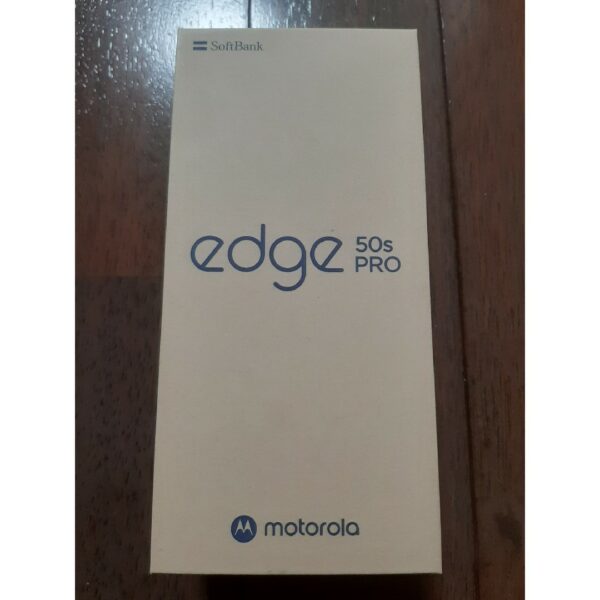 SoftBank
edge 50s
PRO
motorola